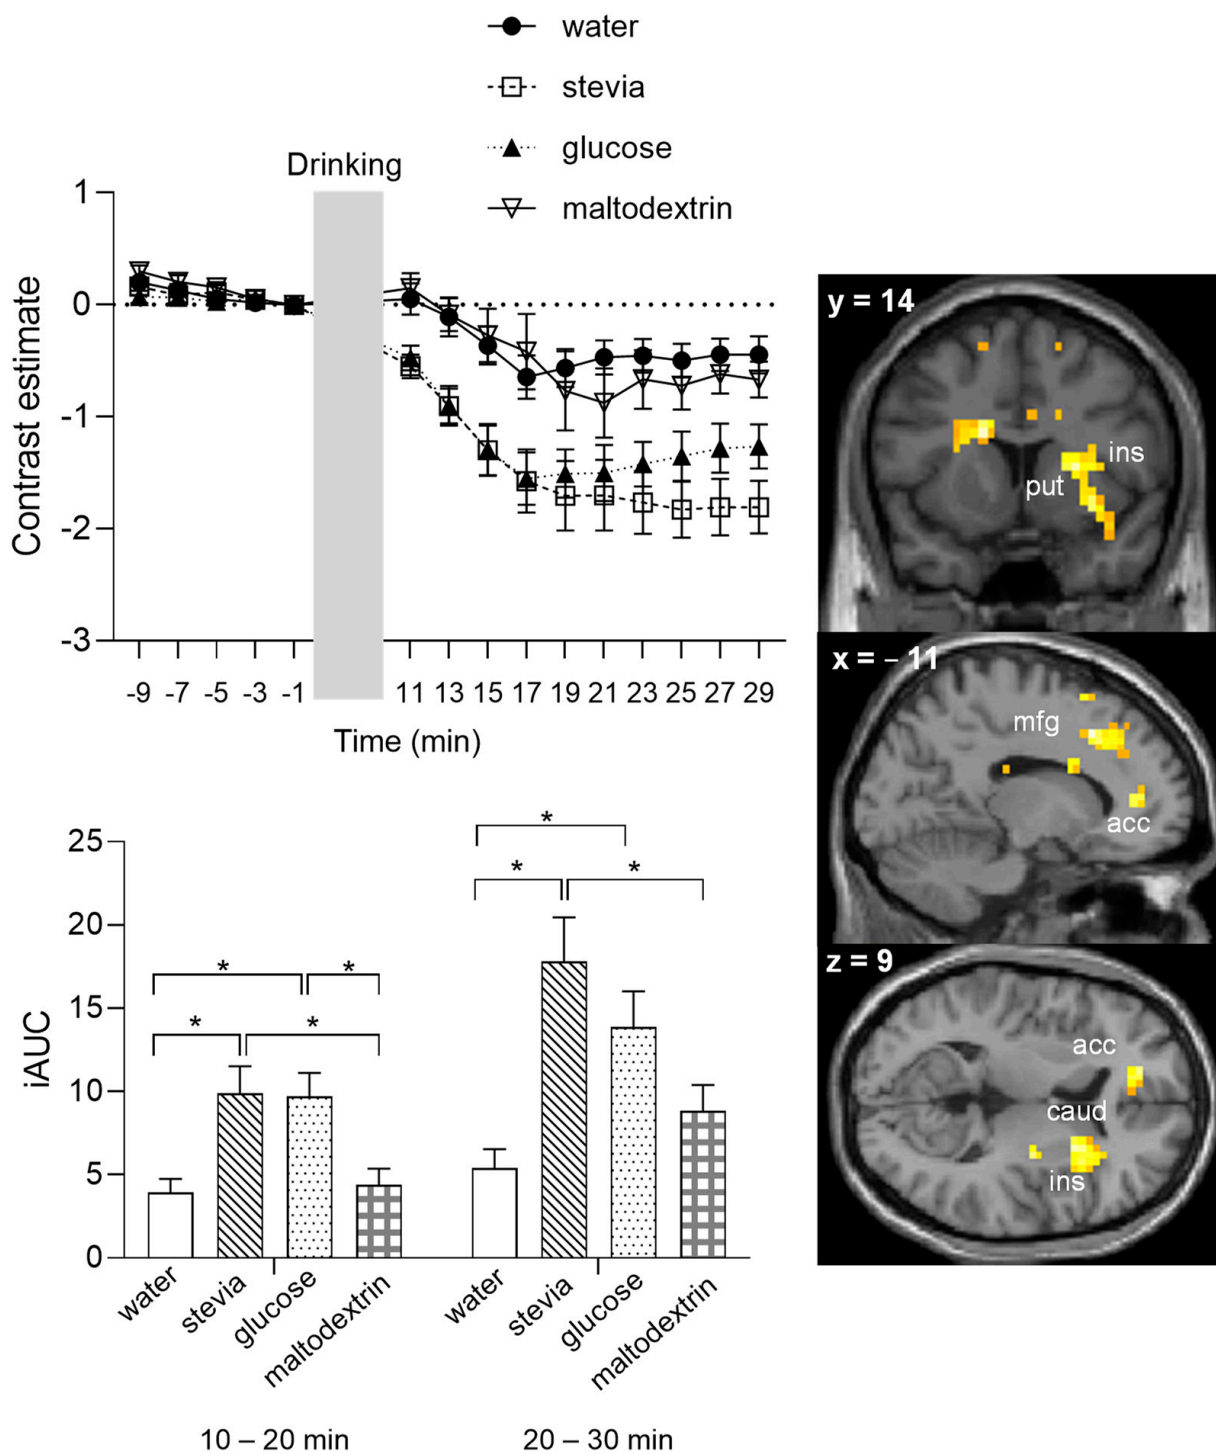 water
stevia
glucose
maltodextrin
Drinking
1
0
-1
-2
-3
Contrast estimate
-9 -7 -5 -3 -1 11 13 15 17 19 21 23 25 27 29
Time (min)
25
20
15
10
5
0
iAUC
* * * *
* * *
water stevia glucose maltodextrin
water stevia glucose maltodextrin
10 – 20 min
20 – 30 min
y = 14
ins
put
x = – 11
mfg
acc
z = 9
acc
caud
ins